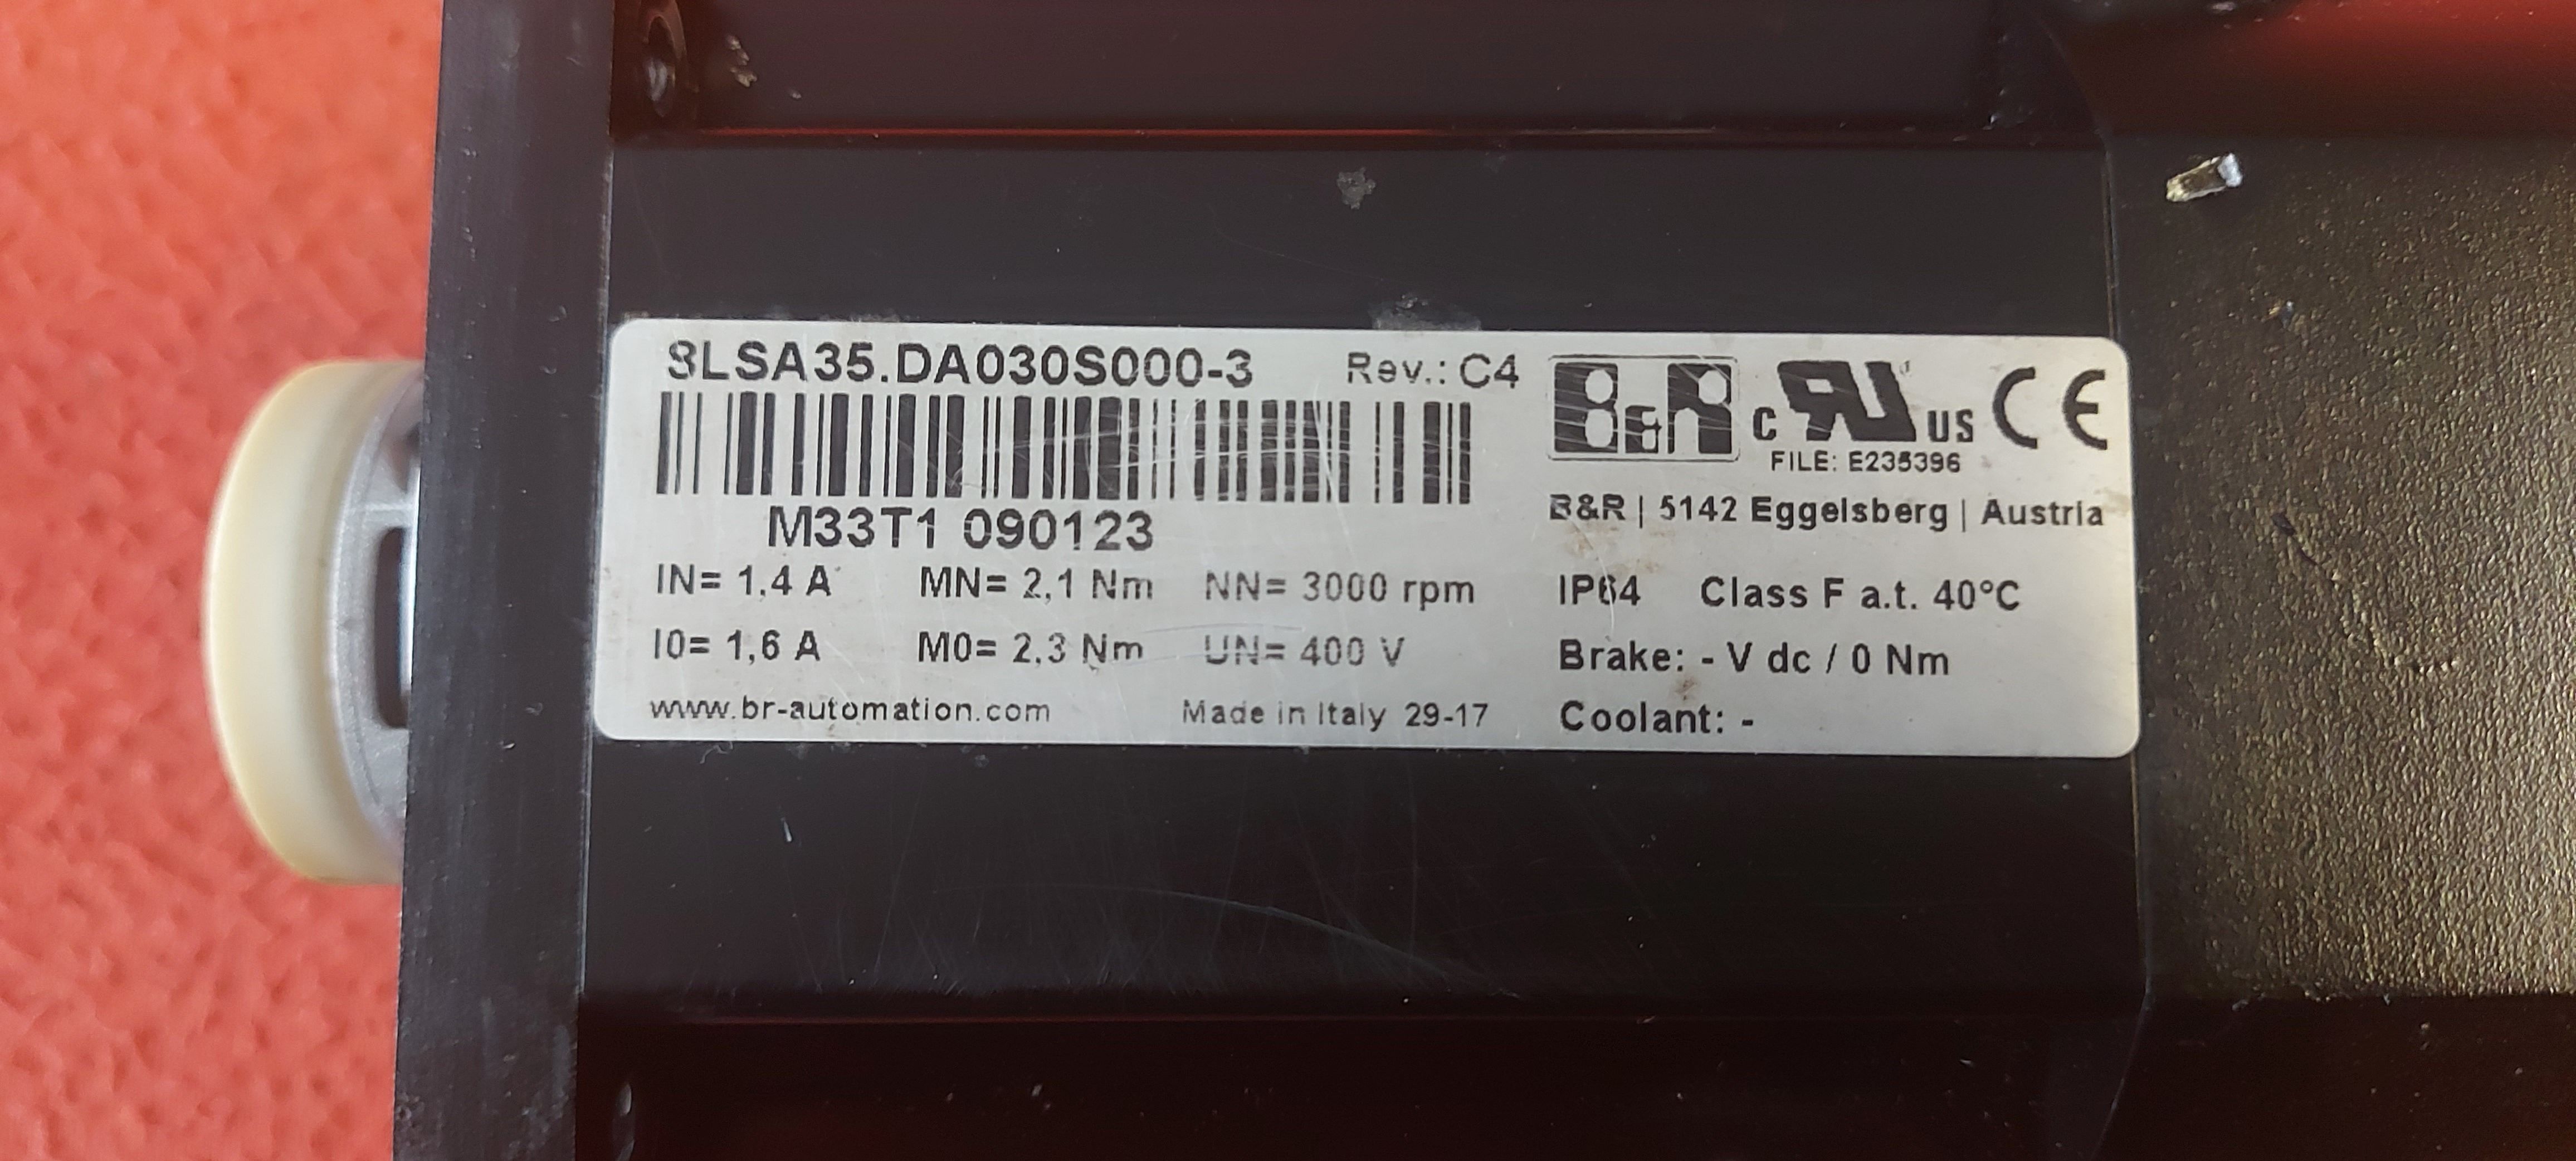 8LSA35.DA030S000-3 Rev.: C4
B&R c RU US CE
FILE: E235396
M33T1 090123
B&R | 5142 Eggelsberg | Austria
IN= 1,4 A MN= 2,1 Nm NN= 3000 rpm
IP64 Class F a.t. 40°C
I0= 1,6 A M0= 2,3 Nm UN= 400 V
Brake: - V dc / 0 Nm
www.br-automation.com Made in Italy 29-17
Coolant: -